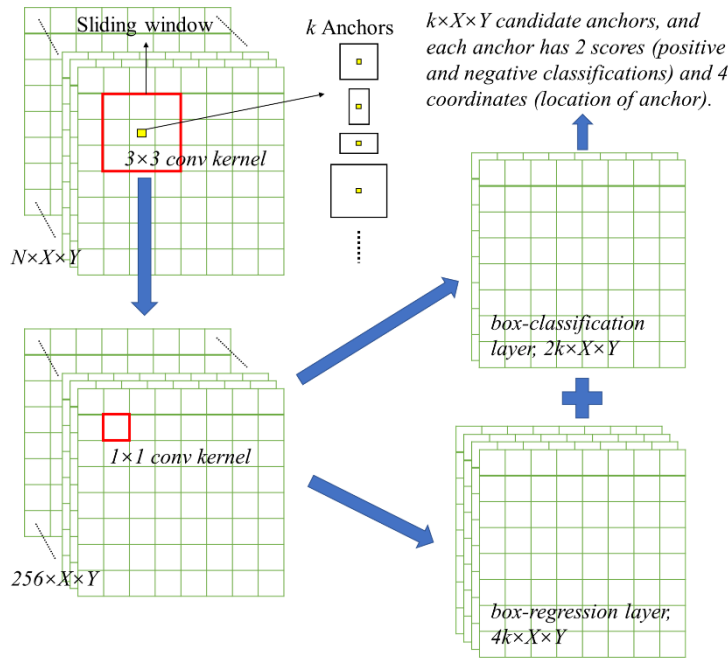 Sliding window
k Anchors
k×X×Y candidate anchors, and
each anchor has 2 scores (positive
and negative classifications) and 4
coordinates (location of anchor).
3×3 conv kernel
N×X×Y
box-classification
layer, 2k×X×Y
1×1 conv kernel
256×X×Y
box-regression layer,
4k×X×Y